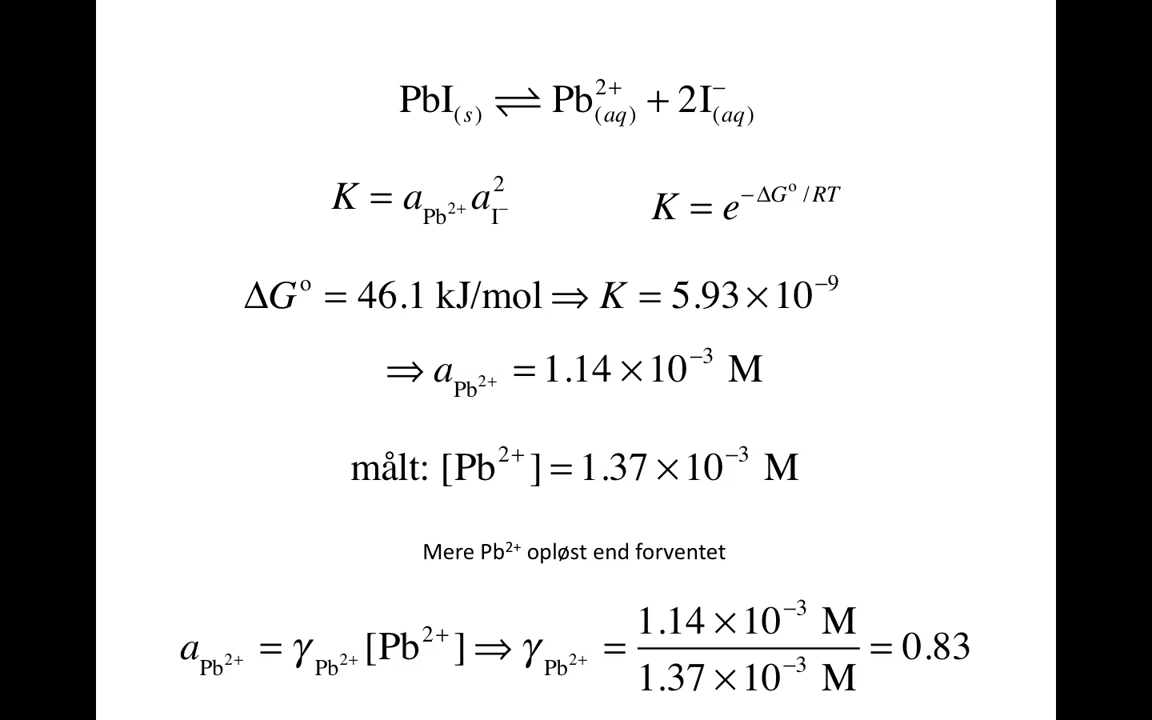 PbI₍ₛ₎ ⇌ Pb²⁺₍aq₎ + 2I⁻₍aq₎
K = a_Pb²⁺ a²_I⁻ K = e^(−ΔG°/RT)
ΔG° = 46.1 kJ/mol ⇒ K = 5.93 × 10⁻⁹
⇒ a_Pb²⁺ = 1.14 × 10⁻³ M
målt: [Pb²⁺] = 1.37 × 10⁻³ M
Mere Pb²⁺ opløst end forventet
a_Pb²⁺ = γ_Pb²⁺ [Pb²⁺] ⇒ γ_Pb²⁺ = (1.14 × 10⁻³ M)/(1.37 × 10⁻³ M) = 0.83